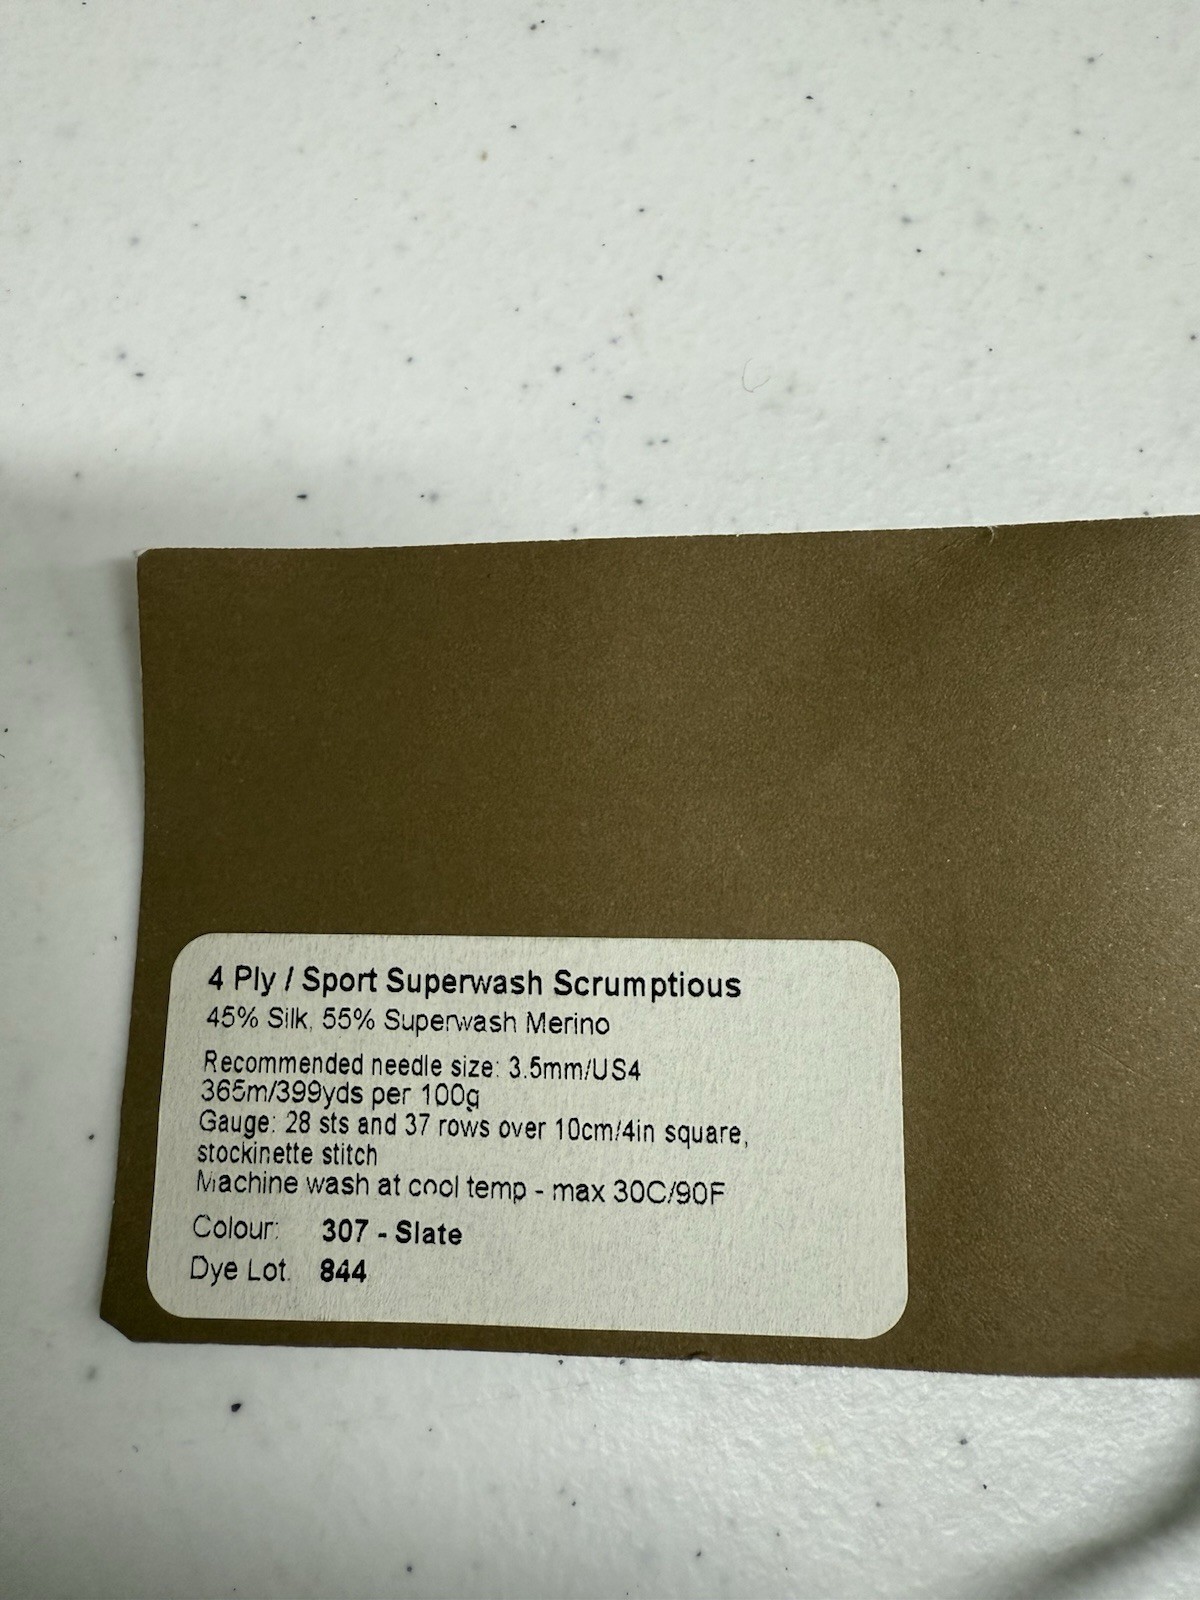 4 Ply / Sport Superwash Scrumptious
45% Silk, 55% Superwash Merino
Recommended needle size: 3.5mm/US4
365m/399yds per 100g
Gauge: 28 sts and 37 rows over 10cm/4in square,
stockinette stitch
Machine wash at cool temp - max 30C/90F
Colour: 307 - Slate
Dye Lot. 844